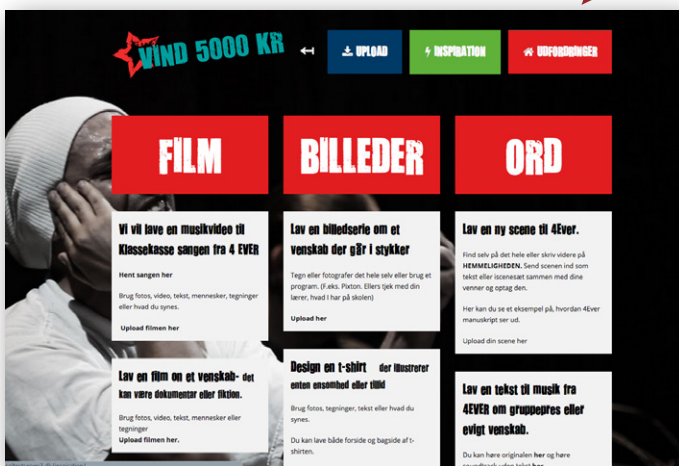 VIND 5000 KR
UPLOAD
INSPIRATION
UDFORDRINGER
FILM
Vi vil lave en musikvideo til
Klassekasse sangen fra 4 EVER
Hent sangen her
Brug fotos, video, tekst, mennesker, tegninger
eller hvad du synes.
Upload filmen her
Lav en film on et venskab- det
kan være dokumentar eller fiktion.
Brug fotos, video, tekst, mennesker eller
tegninger
Upload filmen her.
BILLEDER
Lav en billedserie om et
venskab der går i stykker
Tegn eller fotografer det hele selv eller brug et
program. (F.eks. Pixton. Ellers tjek med din
lærer, hvad I har på skolen)
Upload her
Design en t-shirt der illustrerer
enten ensomhed eller tillid
Brug fotos, tegninger, tekst eller hvad du
synes.
Du kan lave både forside og bagside af t-
shirten.
ORD
Lav en ny scene til 4Ever.
Find selv på det hele eller skriv videre på
HEMMELIGHEDEN. Send scenen ind som
tekst eller iscenesæt sammen med dine
venner og optag den.
Her kan du se et eksempel på, hvordan 4Ever
manuskript ser ud.
Upload din scene her
Lav en tekst til musik fra
4EVER om gruppepres eller
evigt venskab.
Du kan høre originalen her og høre
soundtrack uden tekst her